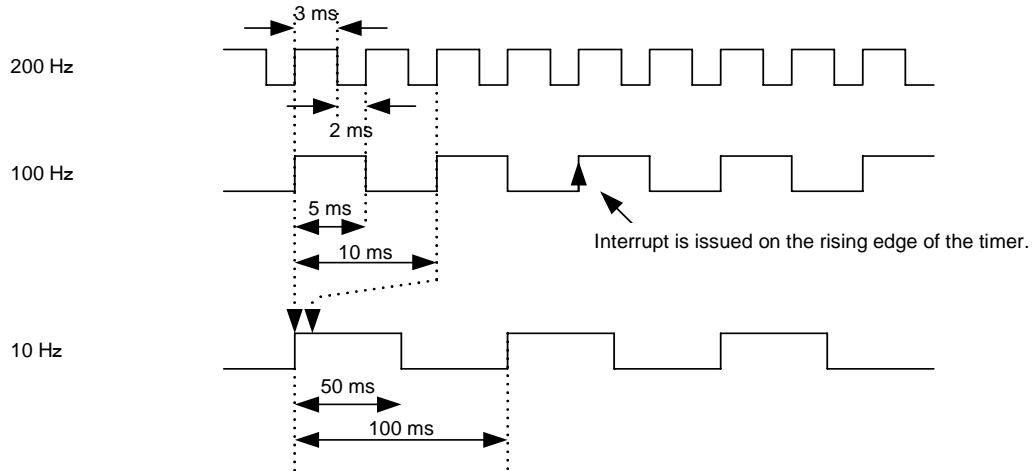 3 ms
200 Hz
2 ms
100 Hz
5 ms
Interrupt is issued on the rising edge of the timer.
10 ms
10 Hz
50 ms
100 ms